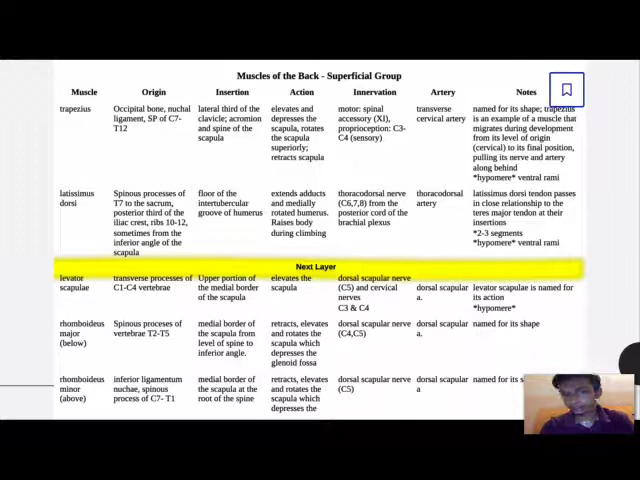 Muscles of the Back - Superficial Group
Muscle Origin Insertion Action Innervation Artery Notes
trapezius
Occipital bone, nuchal
ligament, SP of C7-
T12
lateral third of the
clavicle; acromion
and spine of the
scapula
elevates and
depresses the
scapula, rotates
the scapula
superiorly;
retracts scapula
motor: spinal
accessory (XI),
proprioception: C3-
C4 (sensory)
transverse
cervical artery
named for its shape; trapezius
is an example of a muscle that
migrates during development
from its level of origin
(cervical) to its final position,
pulling its nerve and artery
along behind
*hypomere* ventral rami
latissimus
dorsi
Spinous processes of
T7 to the sacrum,
posterior third of the
iliac crest, ribs 10-12,
sometimes from the
inferior angle of the
scapula
floor of the
intertubercular
groove of humerus
extends adducts
and medially
rotated humerus.
Raises body
during climbing
thoracodorsal nerve
(C6,7,8) from the
posterior cord of the
brachial plexus
thoracodorsal
artery
latissimus dorsi tendon passes
in close relationship to the
teres major tendon at their
insertions
*2-3 segments
*hypomere* ventral rami
Next Layer
levator
scapulae
transverse processes of
C1-C4 vertebrae
Upper portion of
the medial border
of the scapula
elevates the
scapula
dorsal scapular nerve
(C5) and cervical
nerves
C3 & C4
dorsal scapular
a.
levator scapulae is named for
its action
*hypomere*
rhomboideus
major
(below)
Spinous proceses of
vertebrae T2-T5
medial border of
the scapula from
level of spine to
inferior angle.
retracts, elevates
and rotates the
scapula which
depresses the
glenoid fossa
dorsal scapular nerve
(C4,C5)
dorsal scapular
a.
named for its shape
rhomboideus
minor
(above)
inferior ligamentum
nuchae, spinous
process of C7- T1
medial border of
the scapula at the
root of the spine
retracts, elevates
and rotates the
scapula which
depresses the
dorsal scapular nerve
(C5)
dorsal scapular
a
named for its s